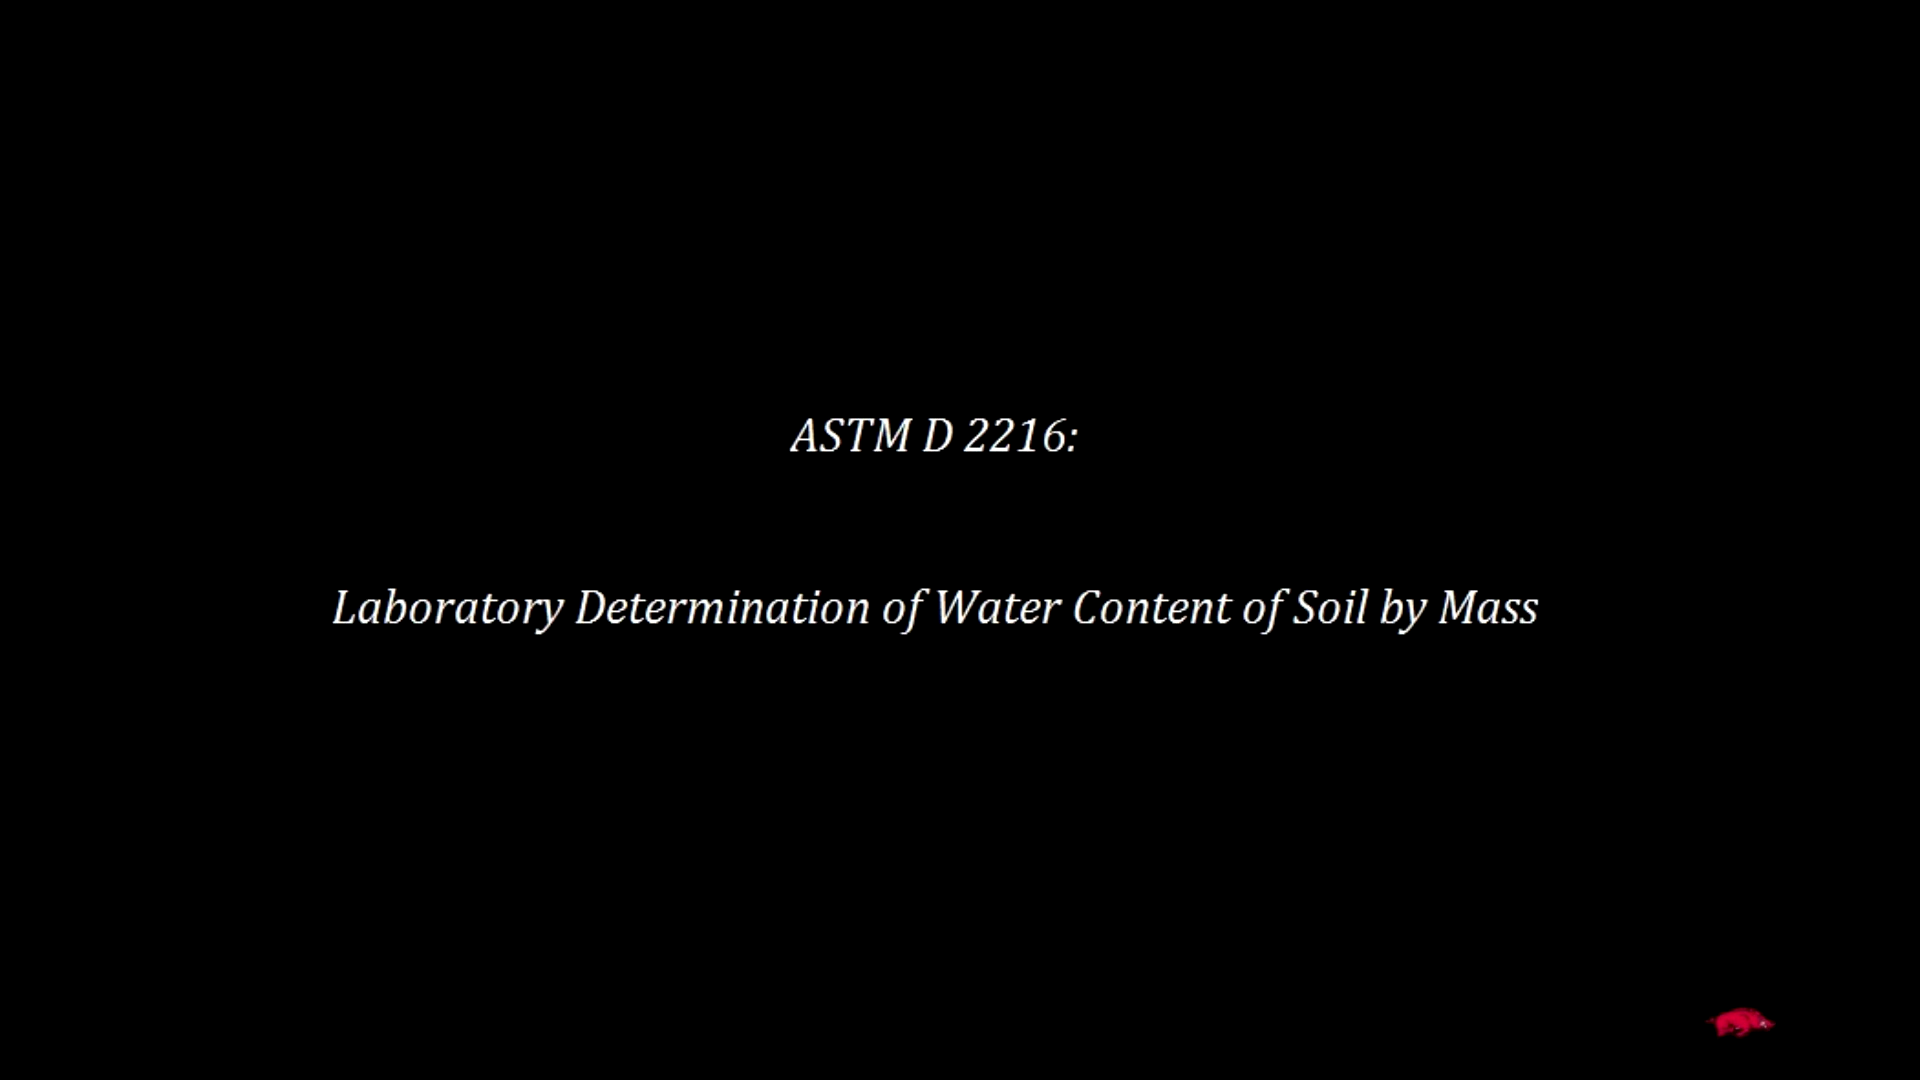 ASTM D 2216:
Laboratory Determination of Water Content of Soil by Mass